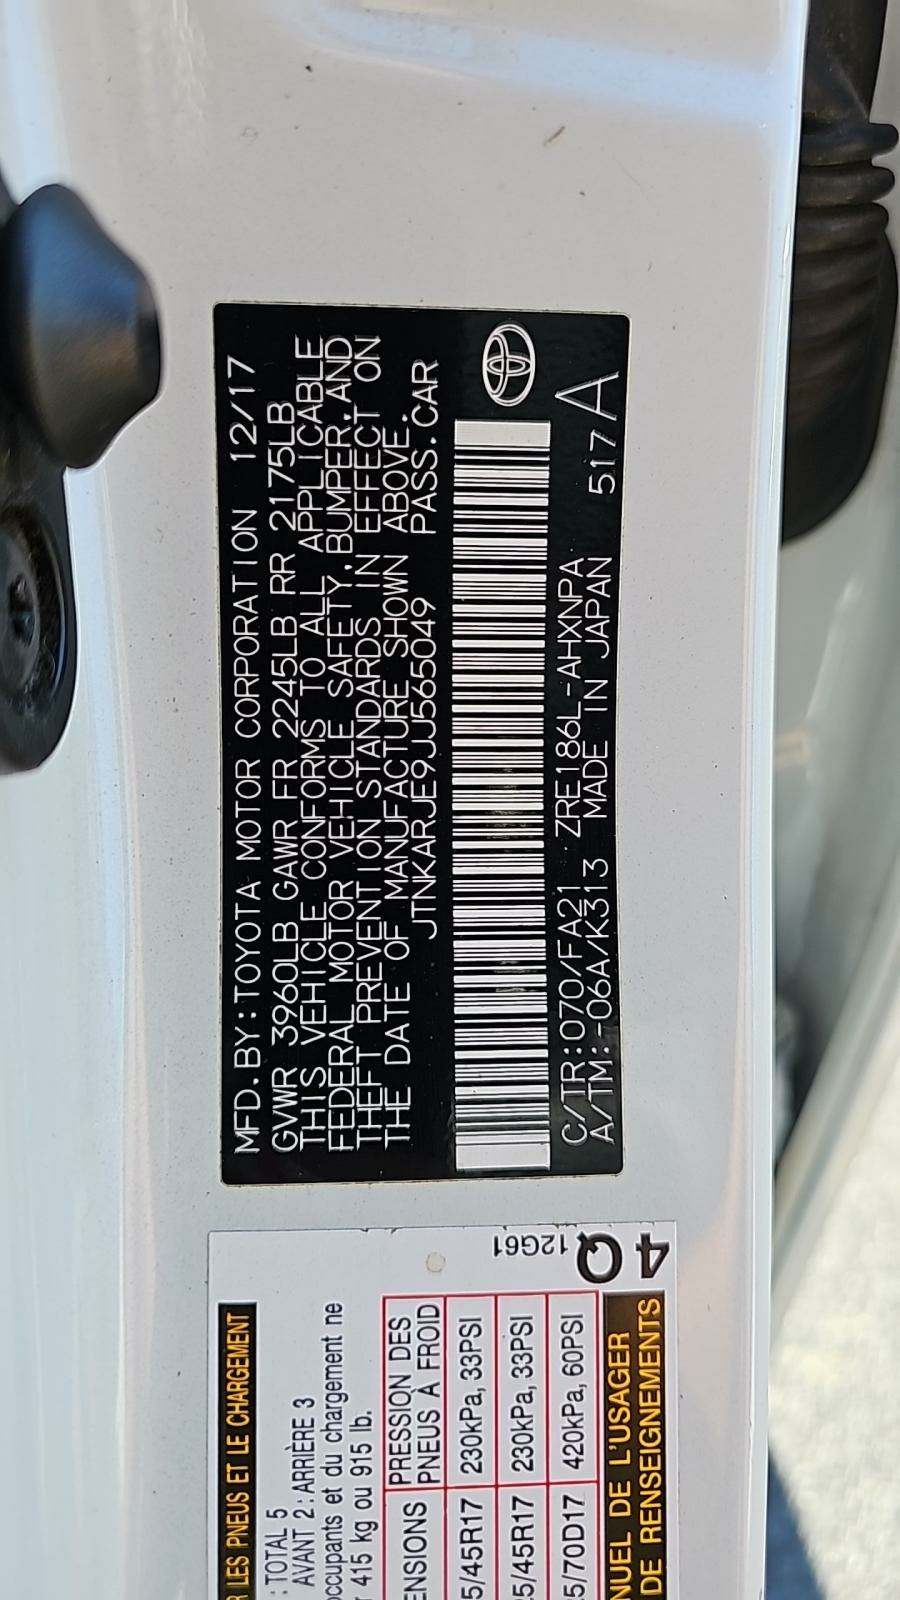 MFD.BY:TOYOTA MOTOR CORPORATION 12/17
GVWR 3960LB GAWR FR 2245LB RR 2175LB
THIS VEHICLE CONFORMS TO ALL APPLICABLE
FEDERAL MOTOR VEHICLE SAFETY, BUMPER, AND
THEFT PREVENTION STANDARDS IN EFFECT ON
THE DATE OF MANUFACTURE SHOWN ABOVE.
JTNKARJE9JJ565049 PASS.CAR
C/TR:070/FA21 ZRE186L-AHXNPA
A/TM:-06A/K313 MADE IN JAPAN 517A
LES PNEUS ET LE CHARGEMENT
: TOTAL 5
AVANT 2 : ARRIÈRE 3
occupants et du chargement ne
415 kg ou 915 lb.
ENSIONS PRESSION DES PNEUS À FROID
5/45R17 230kPa, 33PSI
5/45R17 230kPa, 33PSI
5/70D17 420kPa, 60PSI
NUEL DE L'USAGER
DE RENSEIGNEMENTS
12G61
4Q